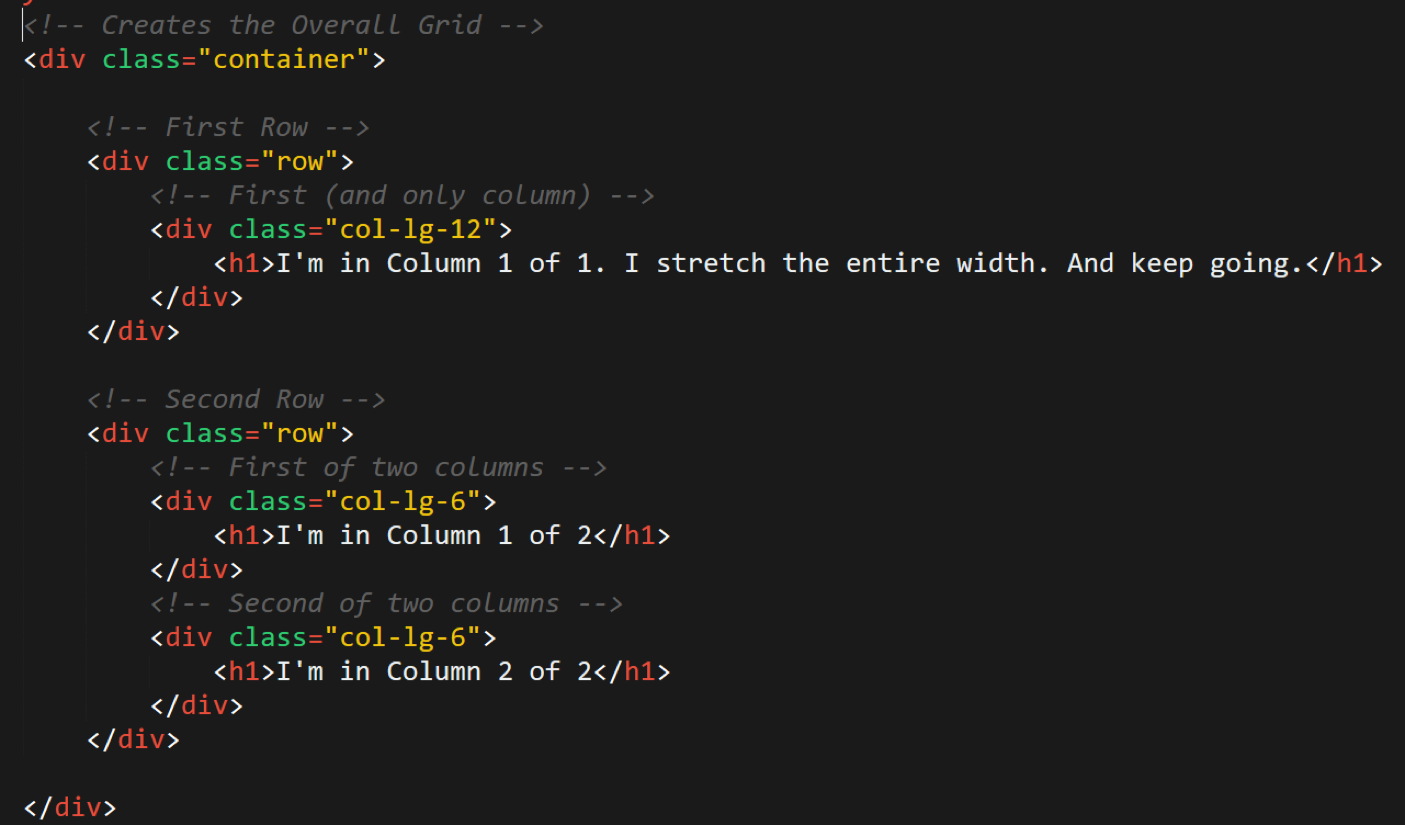 <!-- Creates the Overall Grid -->
<div class="container">
<!-- First Row -->
<div class="row">
<!-- First (and only column) -->
<div class="col-lg-12">
<h1>I'm in Column 1 of 1. I stretch the entire width. And keep going.</h1>
</div>
</div>
<!-- Second Row -->
<div class="row">
<!-- First of two columns -->
<div class="col-lg-6">
<h1>I'm in Column 1 of 2</h1>
</div>
<!-- Second of two columns -->
<div class="col-lg-6">
<h1>I'm in Column 2 of 2</h1>
</div>
</div>
</div>